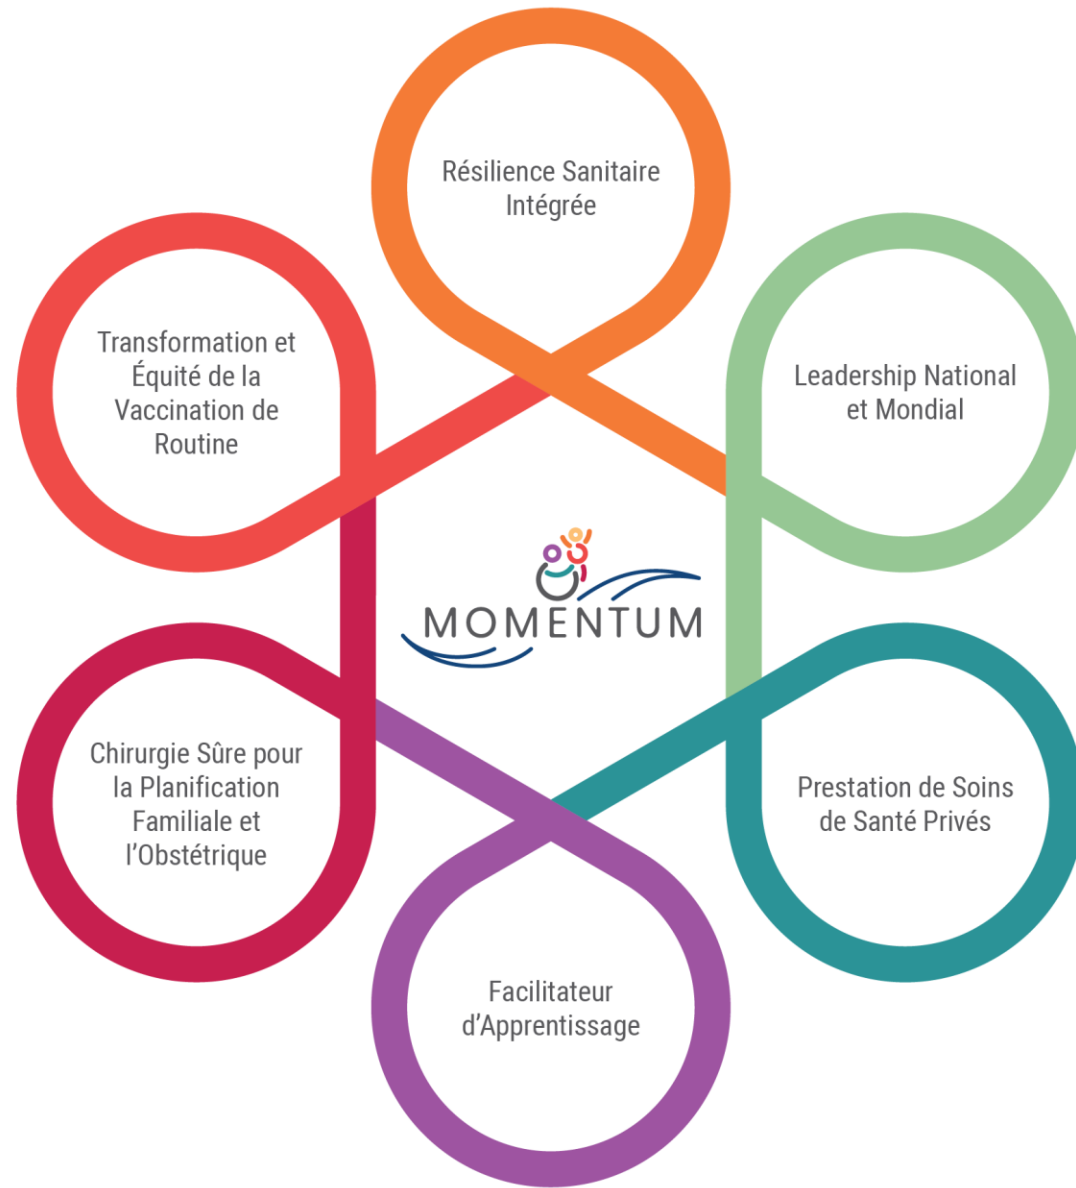 Résilience Sanitaire
Intégrée
Leadership National
et Mondial
Prestation de Soins
de Santé Privés
Facilitateur
d’Apprentissage
Chirurgie Sûre pour
la Planification
Familiale et
l’Obstétrique
Transformation et
Équité de la
Vaccination de
Routine
MOMENTUM